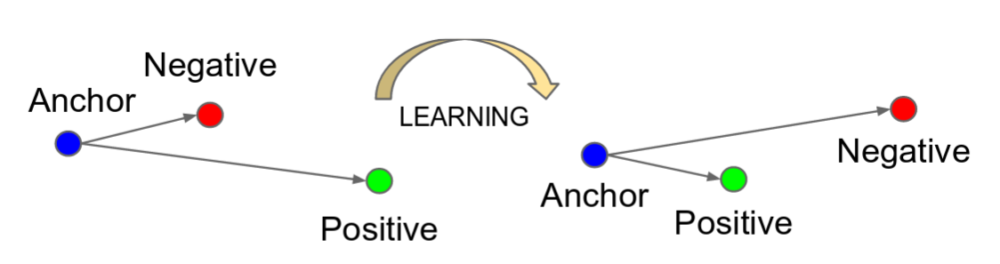 Negative
Anchor
Positive
LEARNING
Anchor
Positive
Negative